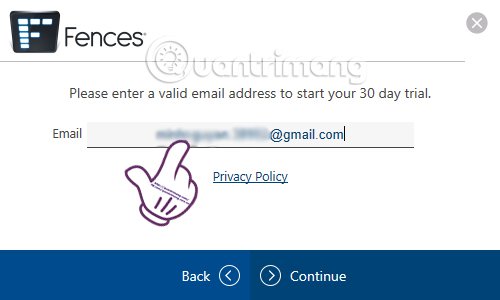 Fences
Quantrimang
Please enter a valid email address to start your 30 day trial.
Email
@gmail.com
Privacy Policy
Back
Continue